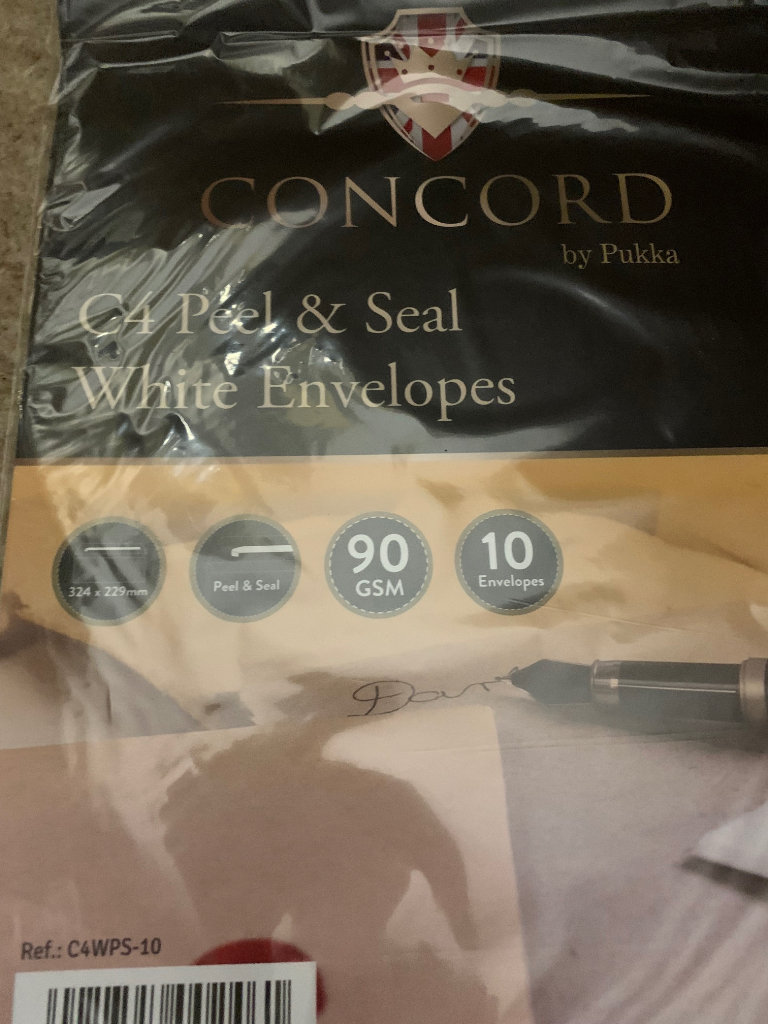 CONCORD
by Pukka
C4 Peel & Seal
White Envelopes
324 x 229mm
Peel & Seal
90
GSM
10
Envelopes
Ref.: C4WPS-10